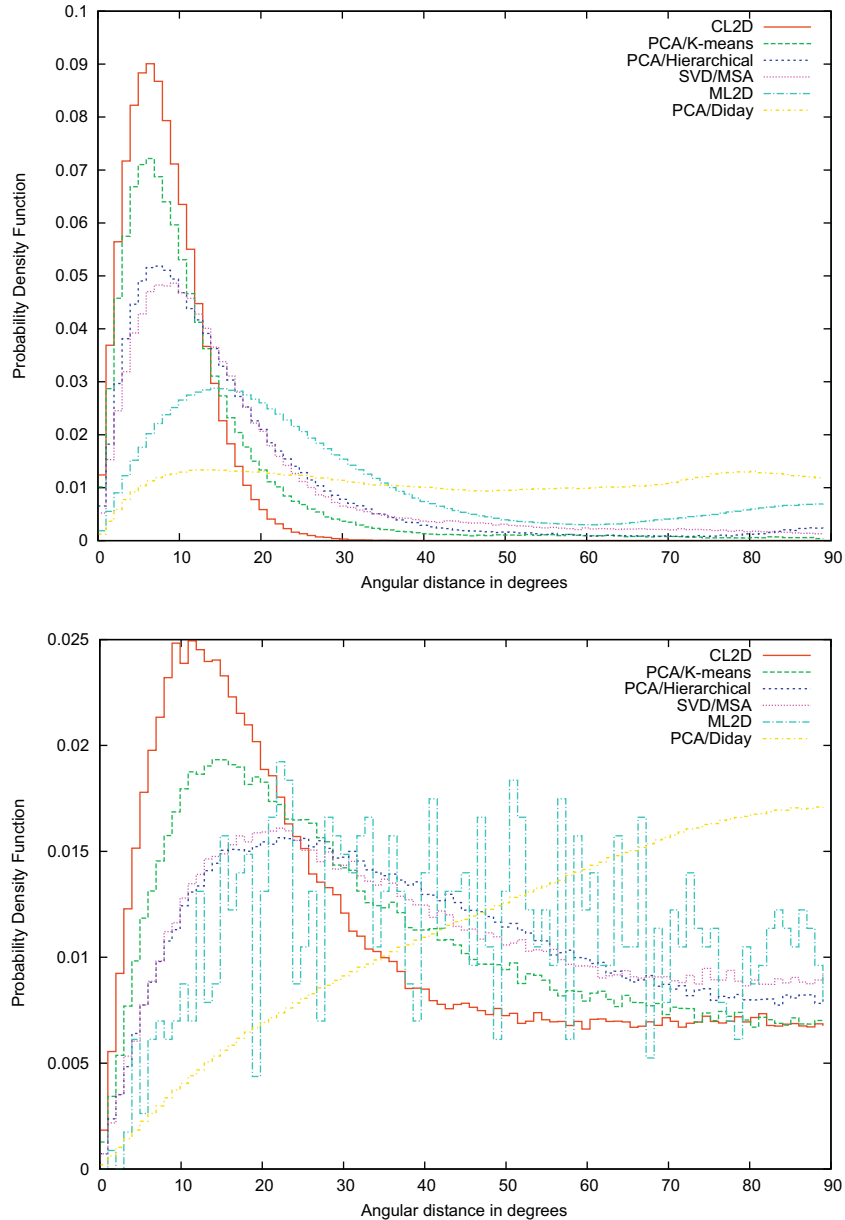 0.1
0.09
0.08
0.07
0.06
0.05
0.04
0.03
0.02
0.01
0
Probability Density Function
CL2D
PCA/K-means
PCA/Hierarchical
SVD/MSA
ML2D
PCA/Diday
0 10 20 30 40 50 60 70 80 90
Angular distance in degrees
0.025
0.02
0.015
0.01
0.005
0
Probability Density Function
CL2D
PCA/K-means
PCA/Hierarchical
SVD/MSA
ML2D
PCA/Diday
0 10 20 30 40 50 60 70 80 90
Angular distance in degrees